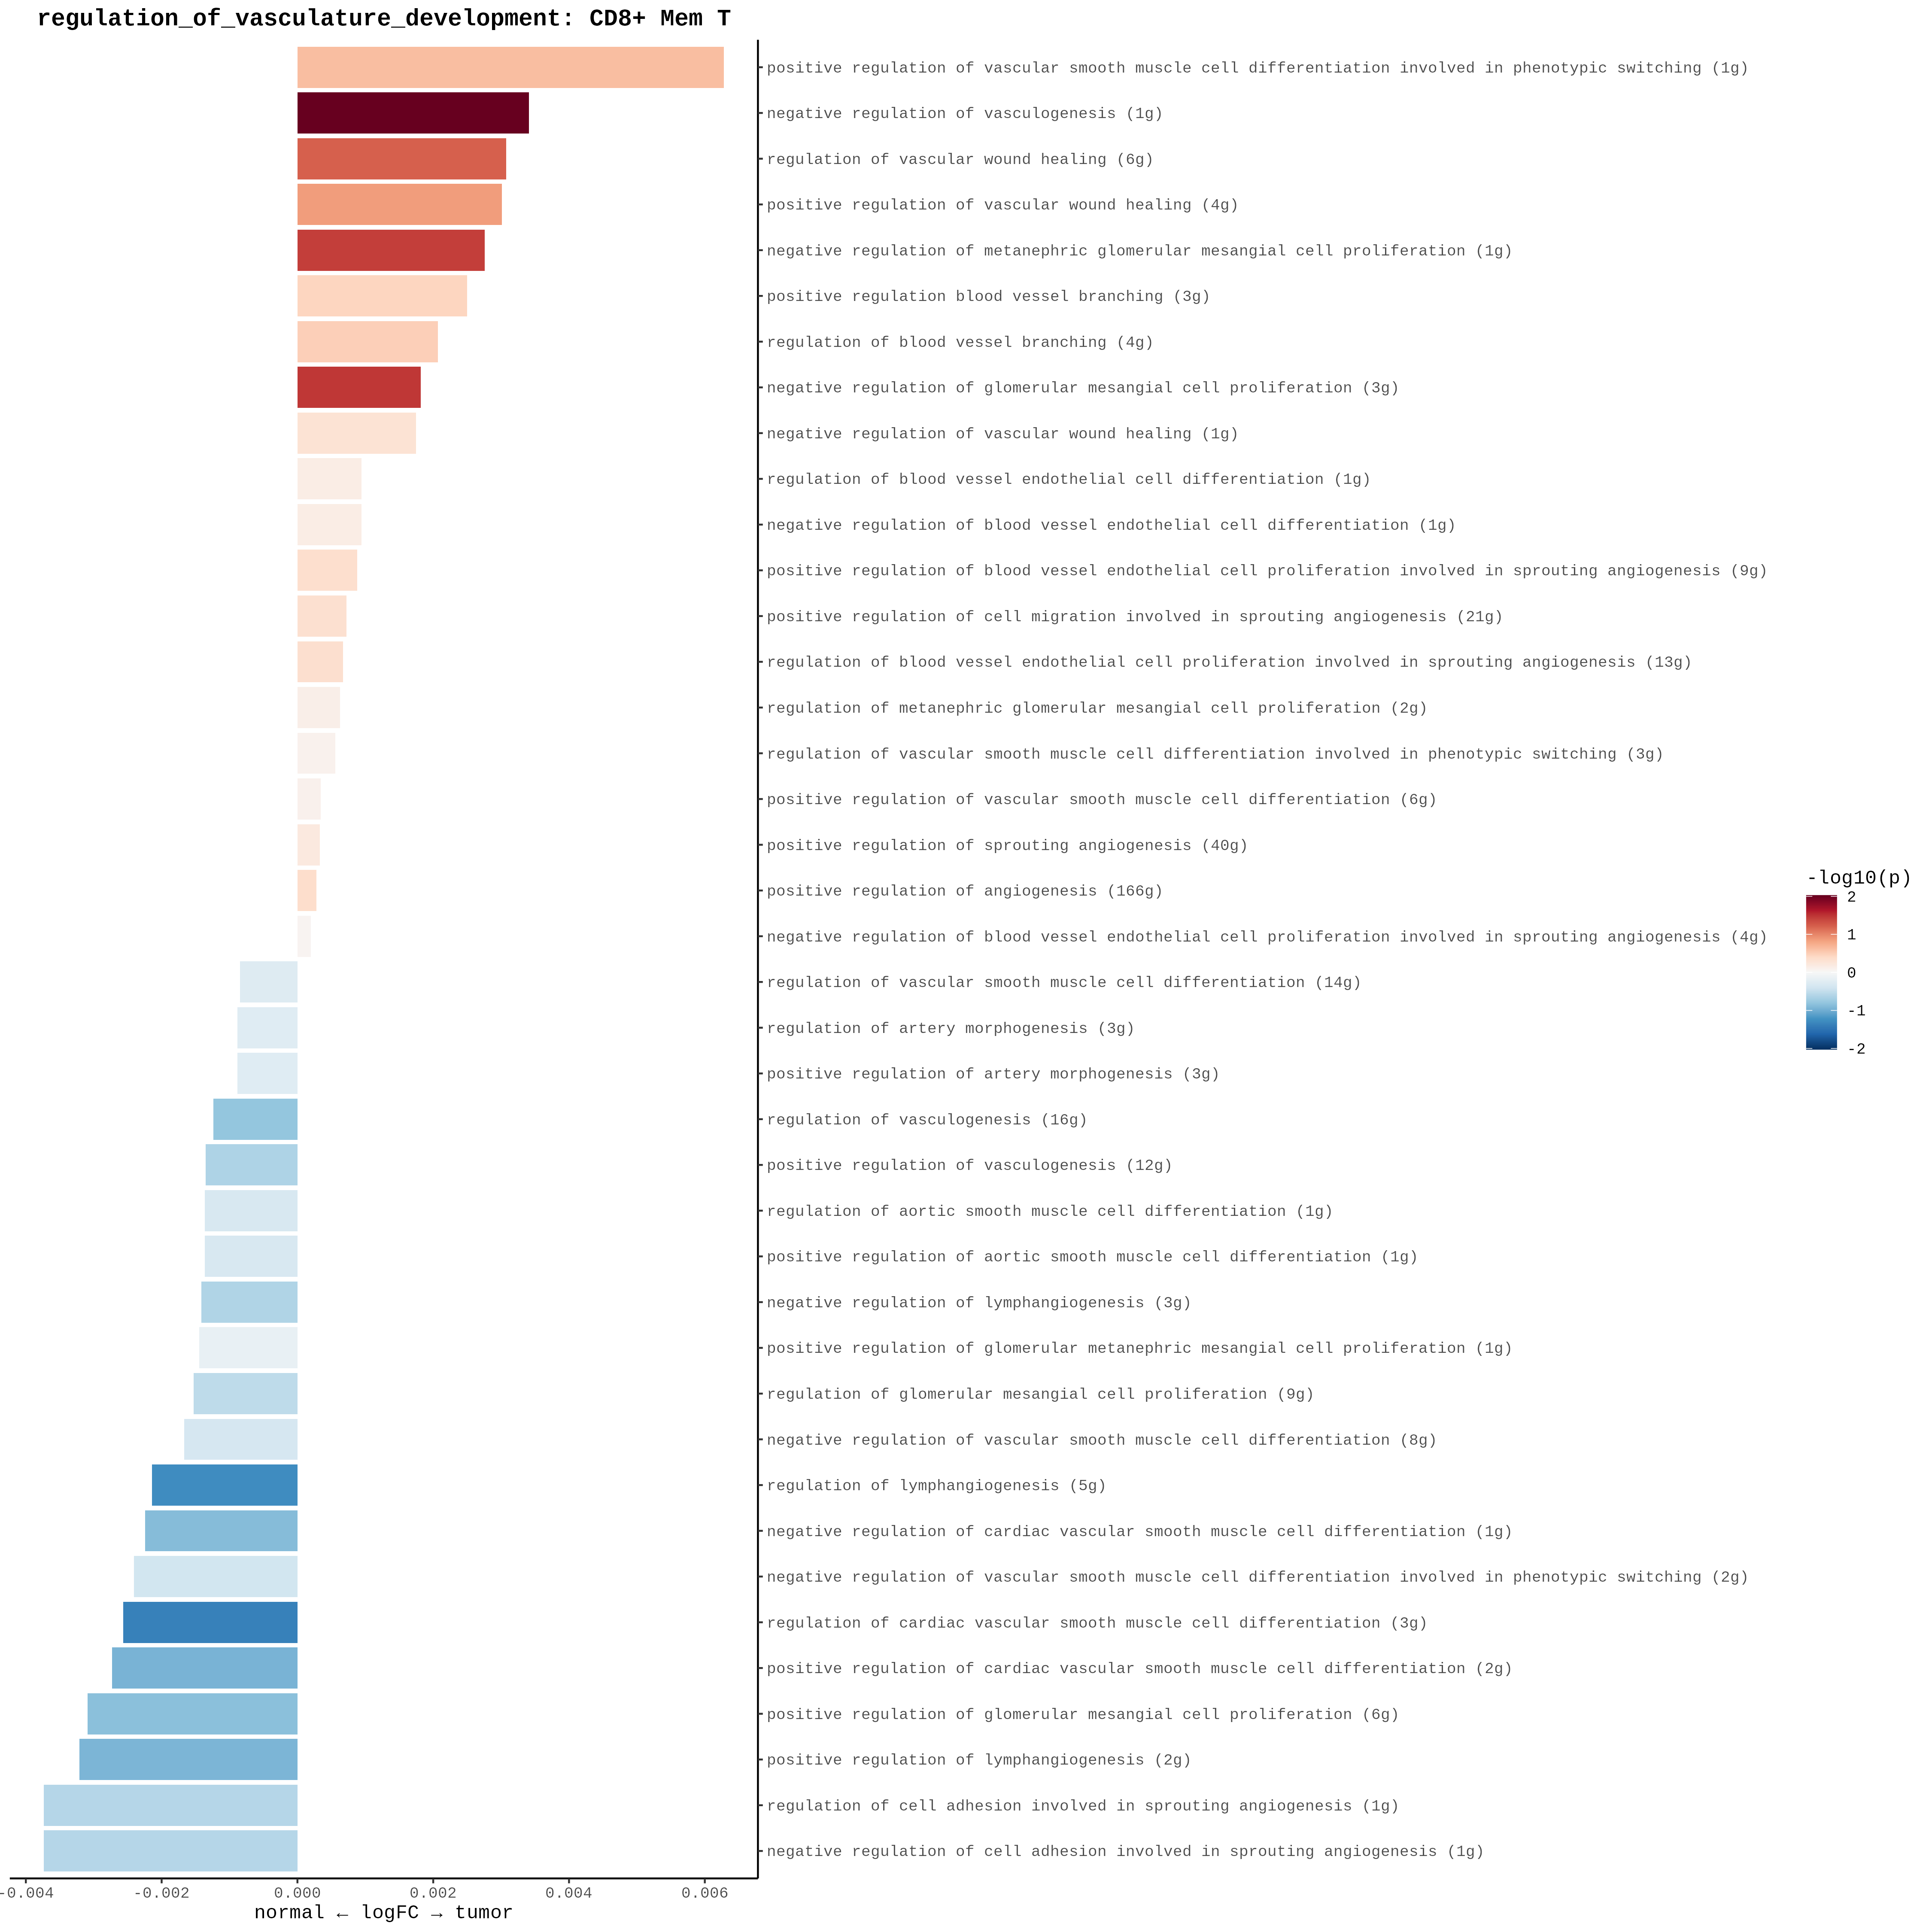 regulation_of_vasculature_development: CD8+ Mem T
positive regulation of vascular smooth muscle cell differentiation involved in phenotypic switching (1g)
negative regulation of vasculogenesis (1g)
regulation of vascular wound healing (6g)
positive regulation of vascular wound healing (4g)
negative regulation of metanephric glomerular mesangial cell proliferation (1g)
positive regulation blood vessel branching (3g)
regulation of blood vessel branching (4g)
negative regulation of glomerular mesangial cell proliferation (3g)
negative regulation of vascular wound healing (1g)
regulation of blood vessel endothelial cell differentiation (1g)
negative regulation of blood vessel endothelial cell differentiation (1g)
positive regulation of blood vessel endothelial cell proliferation involved in sprouting angiogenesis (9g)
positive regulation of cell migration involved in sprouting angiogenesis (21g)
regulation of blood vessel endothelial cell proliferation involved in sprouting angiogenesis (13g)
regulation of metanephric glomerular mesangial cell proliferation (2g)
regulation of vascular smooth muscle cell differentiation involved in phenotypic switching (3g)
positive regulation of vascular smooth muscle cell differentiation (6g)
positive regulation of sprouting angiogenesis (40g)
positive regulation of angiogenesis (166g)
negative regulation of blood vessel endothelial cell proliferation involved in sprouting angiogenesis (4g)
regulation of vascular smooth muscle cell differentiation (14g)
regulation of artery morphogenesis (3g)
positive regulation of artery morphogenesis (3g)
regulation of vasculogenesis (16g)
positive regulation of vasculogenesis (12g)
regulation of aortic smooth muscle cell differentiation (1g)
positive regulation of aortic smooth muscle cell differentiation (1g)
negative regulation of lymphangiogenesis (3g)
positive regulation of glomerular metanephric mesangial cell proliferation (1g)
regulation of glomerular mesangial cell proliferation (9g)
negative regulation of vascular smooth muscle cell differentiation (8g)
regulation of lymphangiogenesis (5g)
negative regulation of cardiac vascular smooth muscle cell differentiation (1g)
negative regulation of vascular smooth muscle cell differentiation involved in phenotypic switching (2g)
regulation of cardiac vascular smooth muscle cell differentiation (3g)
positive regulation of cardiac vascular smooth muscle cell differentiation (2g)
positive regulation of glomerular mesangial cell proliferation (6g)
positive regulation of lymphangiogenesis (2g)
regulation of cell adhesion involved in sprouting angiogenesis (1g)
negative regulation of cell adhesion involved in sprouting angiogenesis (1g)
-0.004 -0.002 0.000 0.002 0.004 0.006
normal ← logFC → tumor
-log10(p)
2
1
0
-1
-2